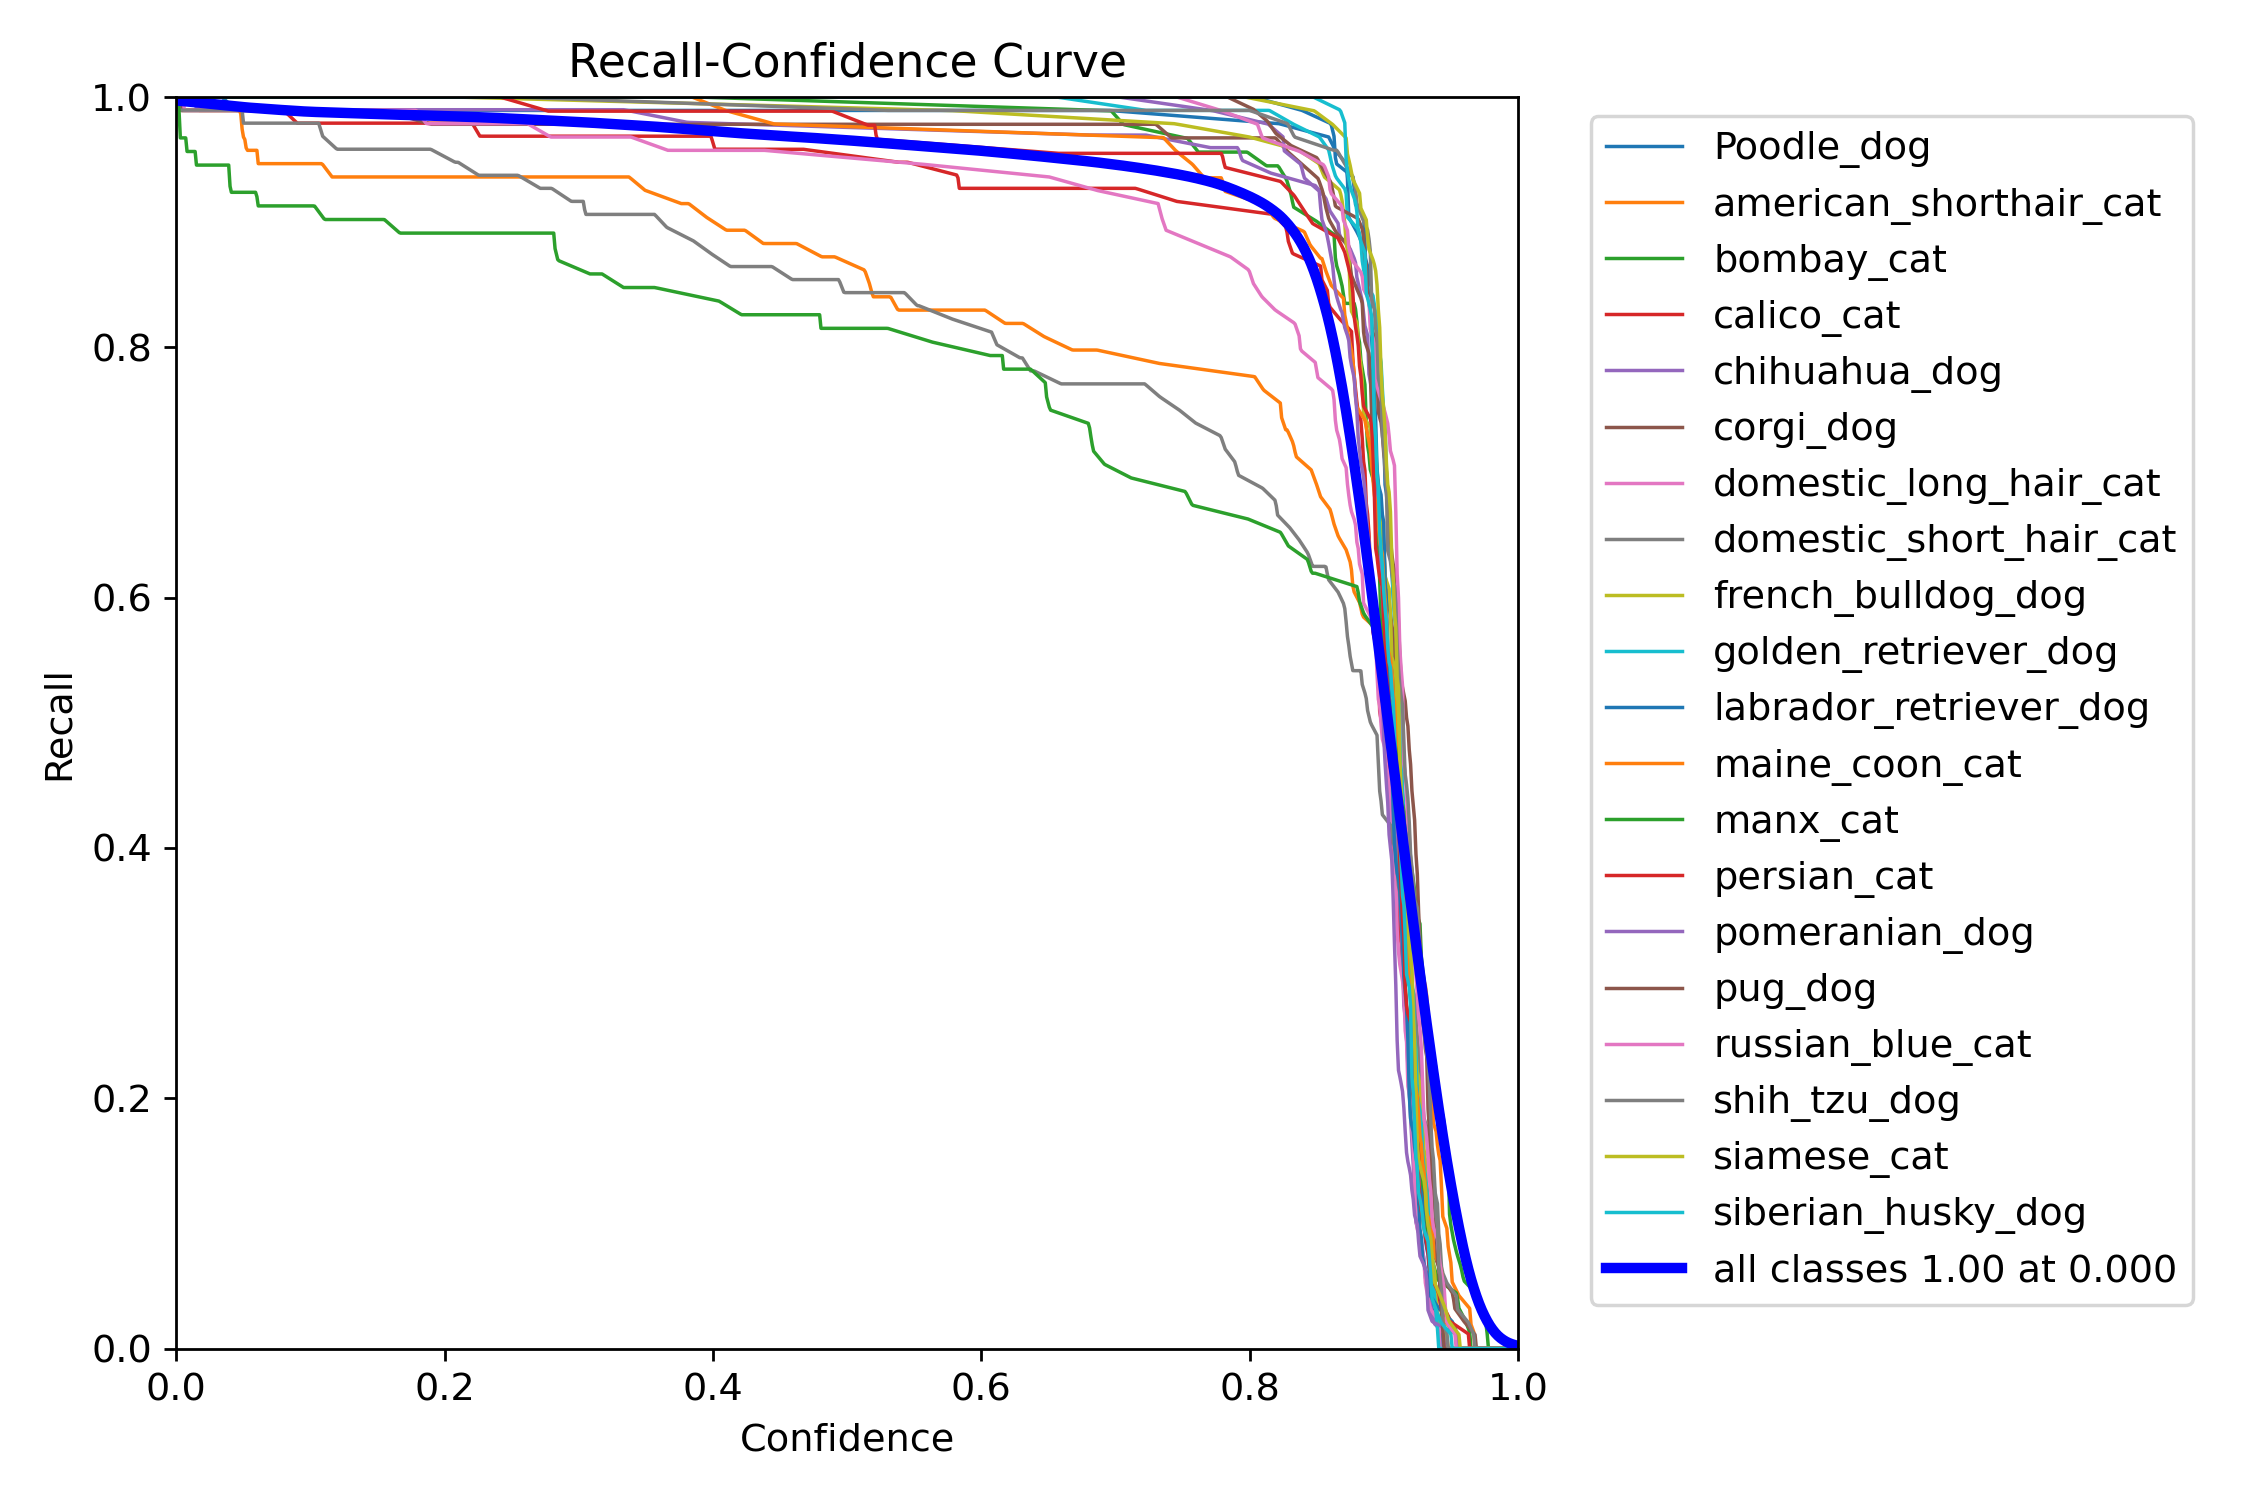 Recall-Confidence Curve
1.0
0.8
0.6
0.4
0.2
0.0
Recall
0.0 0.2 0.4 0.6 0.8 1.0
Confidence
Poodle_dog
american_shorthair_cat
bombay_cat
calico_cat
chihuahua_dog
corgi_dog
domestic_long_hair_cat
domestic_short_hair_cat
french_bulldog_dog
golden_retriever_dog
labrador_retriever_dog
maine_coon_cat
manx_cat
persian_cat
pomeranian_dog
pug_dog
russian_blue_cat
shih_tzu_dog
siamese_cat
siberian_husky_dog
all classes 1.00 at 0.000